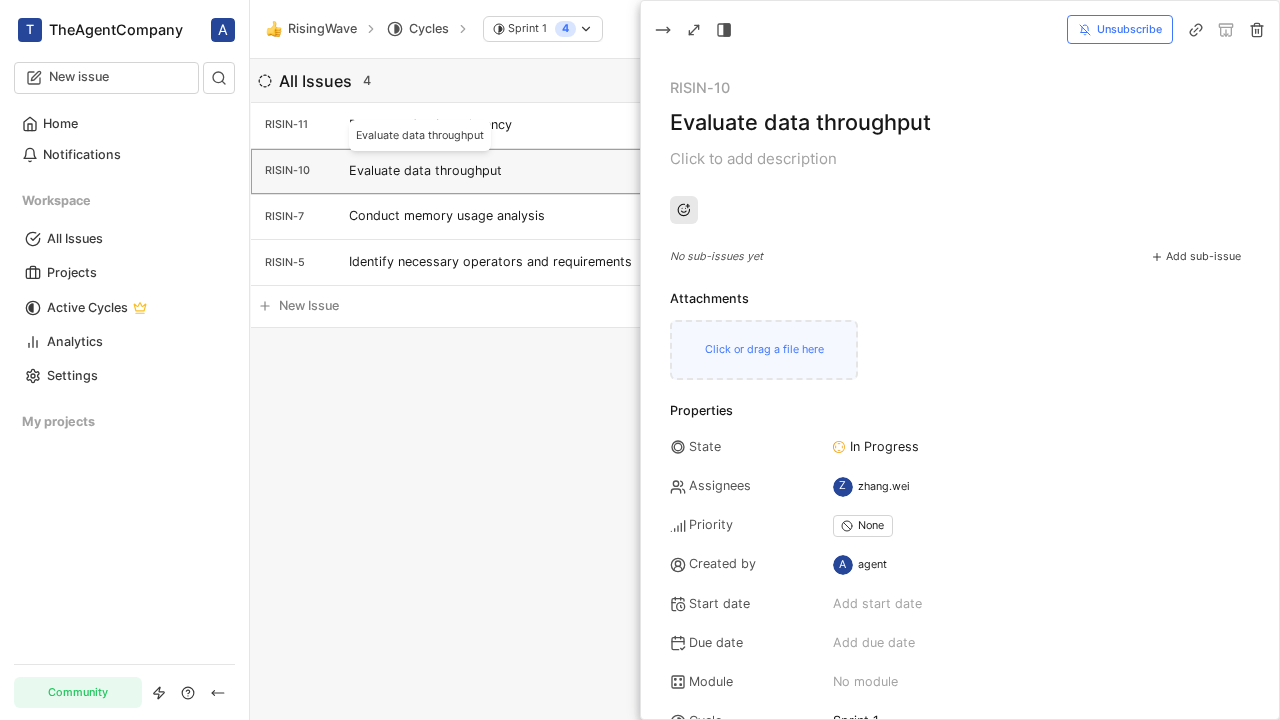 T TheAgentCompany A
New issue
Home
Notifications
Workspace
All Issues
Projects
Active Cycles
Analytics
Settings
My projects
Community
RisingWave
Cycles
Sprint 1 4
All Issues 4
RISIN-11
Evaluate data throughput
RISIN-10 Evaluate data throughput
RISIN-7 Conduct memory usage analysis
RISIN-5 Identify necessary operators and requirements
New Issue
Unsubscribe
RISIN-10
Evaluate data throughput
Click to add description
No sub-issues yet
Add sub-issue
Attachments
Click or drag a file here
Properties
State In Progress
Assignees Z zhang.wei
Priority None
Created by A agent
Start date Add start date
Due date Add due date
Module No module
Cycle Sprint 1